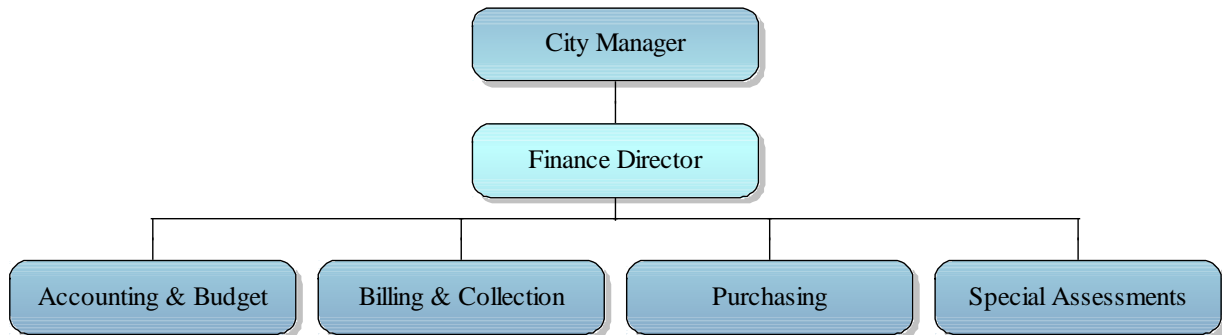 City Manager
Finance Director
Accounting & Budget
Billing & Collection
Purchasing
Special Assessments